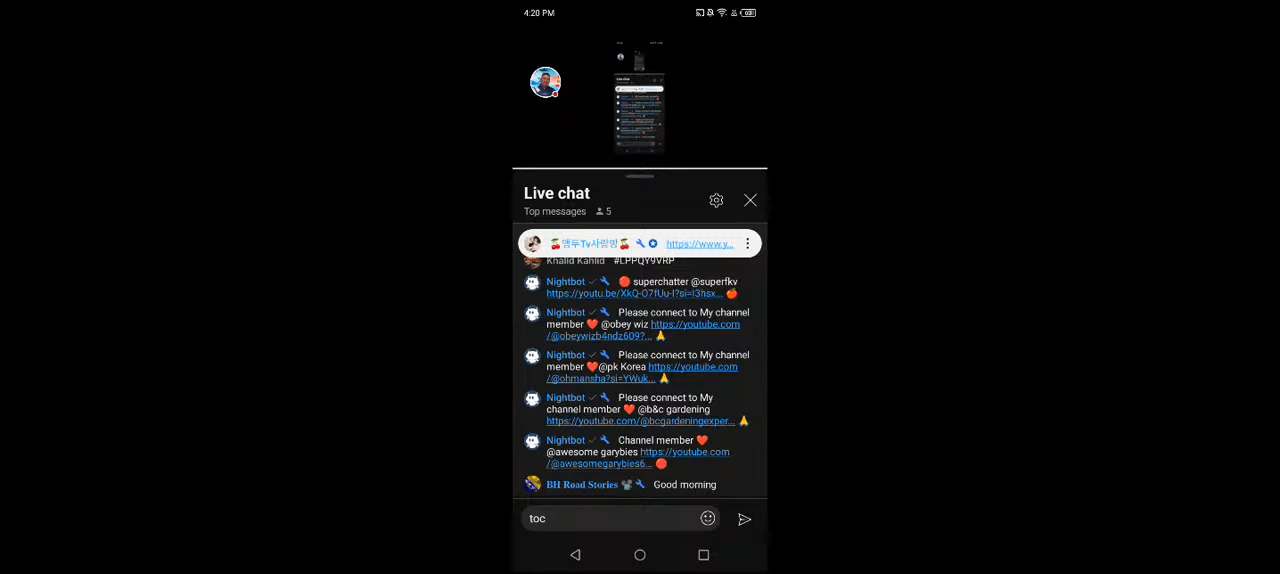 4:20 PM
Live chat
Top messages 5
🍒앵두Tv사랑방🍒 https://www.y...
Khalid Kahlid #LPPQY9VRP
Nightbot 🔴 superchatter @superfkv
https://youtu.be/XkQ-O7fUu-I?si=i3hsx... 🍎
Nightbot Please connect to My channel
member ❤️ @obey wiz https://youtube.com
/@obeywizb4ndz609?... 🙏
Nightbot Please connect to My channel
member ❤️@pk Korea https://youtube.com
/@ohmansha?si=YWuk... 🙏
Nightbot Please connect to My
channel member ❤️ @b&c gardening
https://youtube.com/@bcgardeningexper... 🙏
Nightbot Channel member ❤️
@awesome garybies https://youtube.com
/@awesomegarybies6... 🔴
BH Road Stories Good morning
toc